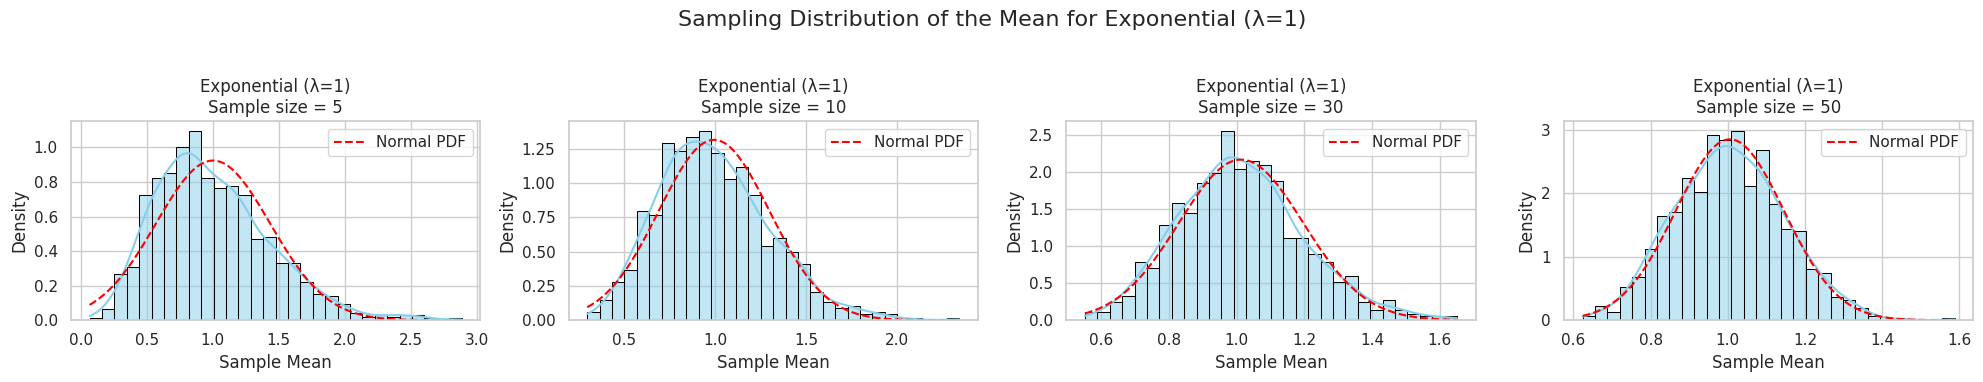 Sampling Distribution of the Mean for Exponential (λ=1)
Exponential (λ=1)
Sample size = 5
Normal PDF
Density
1.0
0.8
0.6
0.4
0.2
0.0
0.0 0.5 1.0 1.5 2.0 2.5 3.0
Sample Mean
Exponential (λ=1)
Sample size = 10
Normal PDF
Density
1.25
1.00
0.75
0.50
0.25
0.00
0.5 1.0 1.5 2.0
Sample Mean
Exponential (λ=1)
Sample size = 30
Normal PDF
Density
2.5
2.0
1.5
1.0
0.5
0.0
0.6 0.8 1.0 1.2 1.4 1.6
Sample Mean
Exponential (λ=1)
Sample size = 50
Normal PDF
Density
3
2
1
0
0.6 0.8 1.0 1.2 1.4 1.6
Sample Mean